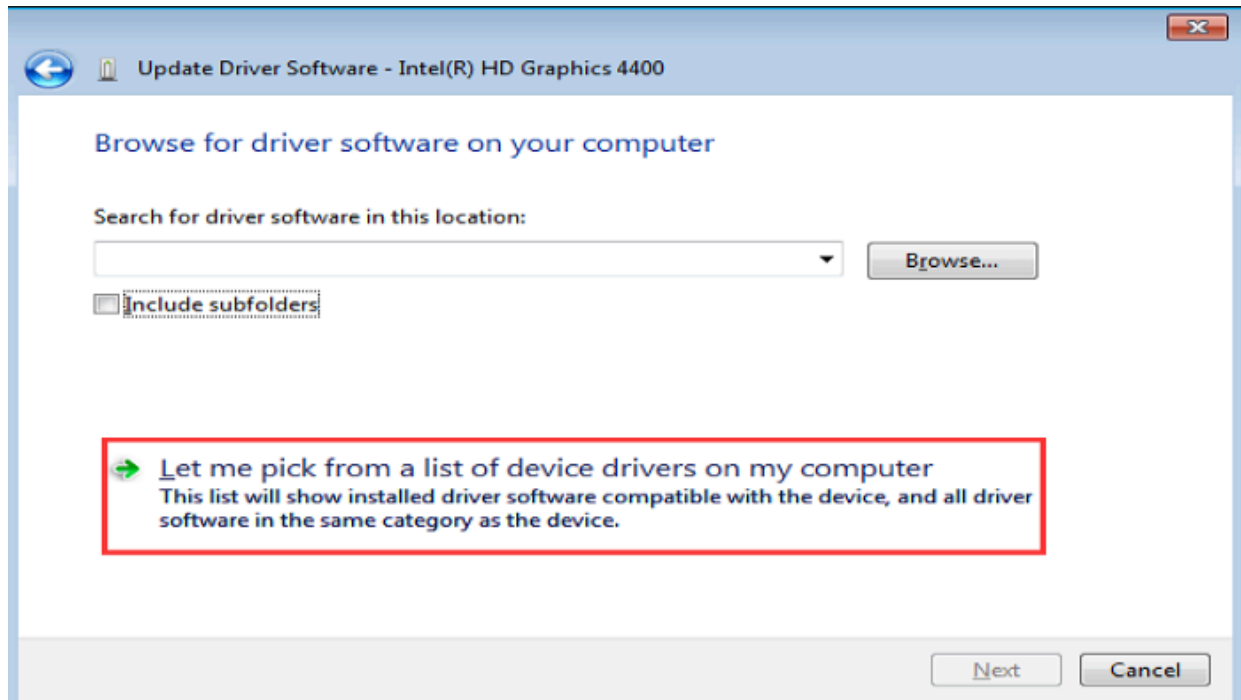 Update Driver Software - Intel(R) HD Graphics 4400
Browse for driver software on your computer
Search for driver software in this location:
Browse...
Include subfolders
Let me pick from a list of device drivers on my computer
This list will show installed driver software compatible with the device, and all driver
software in the same category as the device.
Next
Cancel